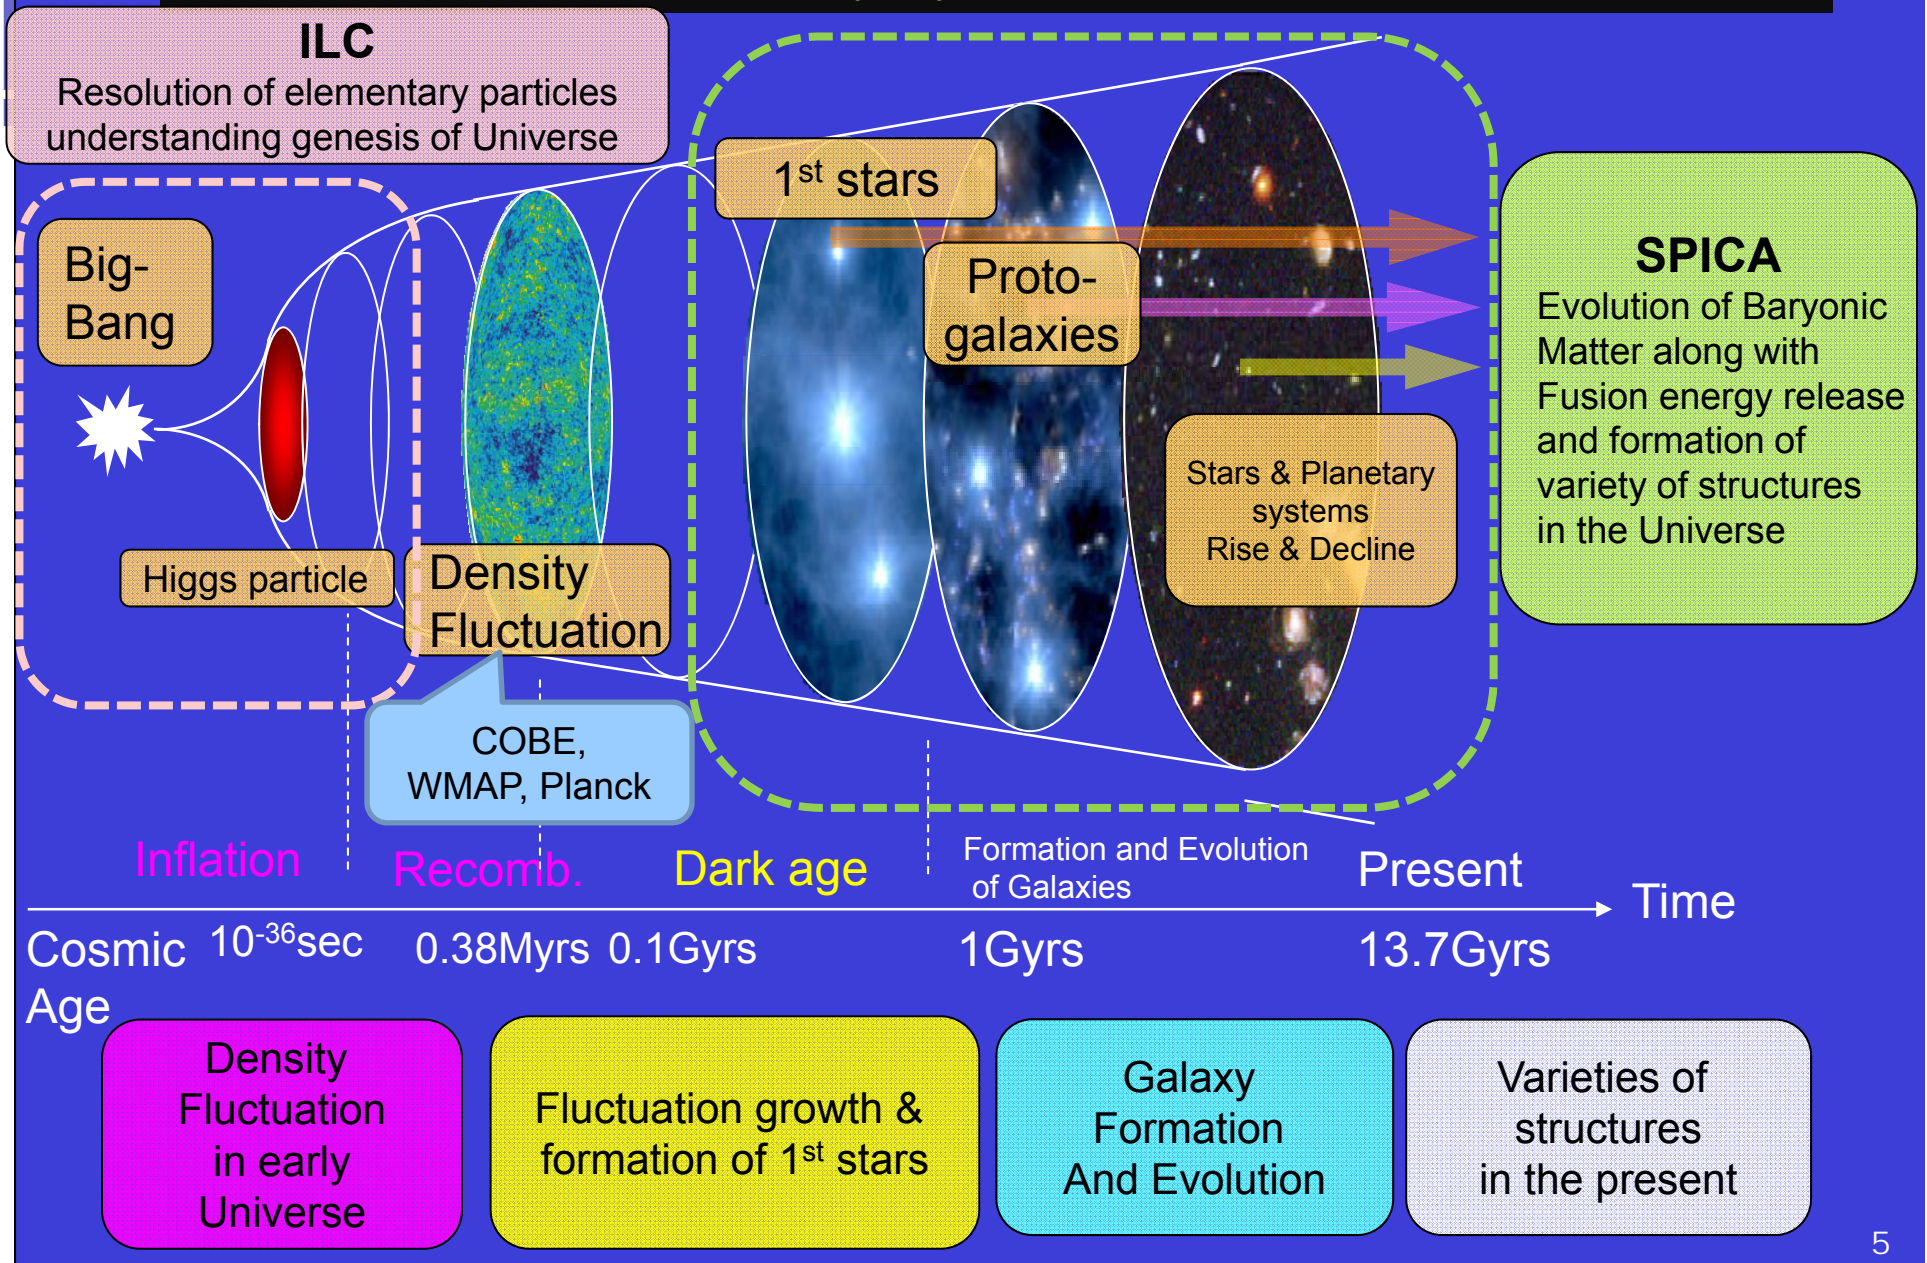 ILC
Resolution of elementary particles
understanding genesis of Universe
1st stars
Big-
Bang
Proto-
galaxies
SPICA
Evolution of Baryonic
Matter along with
Fusion energy release
and formation of
variety of structures
in the Universe
Stars & Planetary
systems
Rise & Decline
Higgs particle
Density
Fluctuation
COBE,
WMAP, Planck
Inflation
Recomb.
Dark age
Formation and Evolution
of Galaxies
Present
Time
Cosmic
Age
10-36sec
0.38Myrs
0.1Gyrs
1Gyrs
13.7Gyrs
Density
Fluctuation
in early
Universe
Fluctuation growth &
formation of 1st stars
Galaxy
Formation
And Evolution
Varieties of
structures
in the present
5